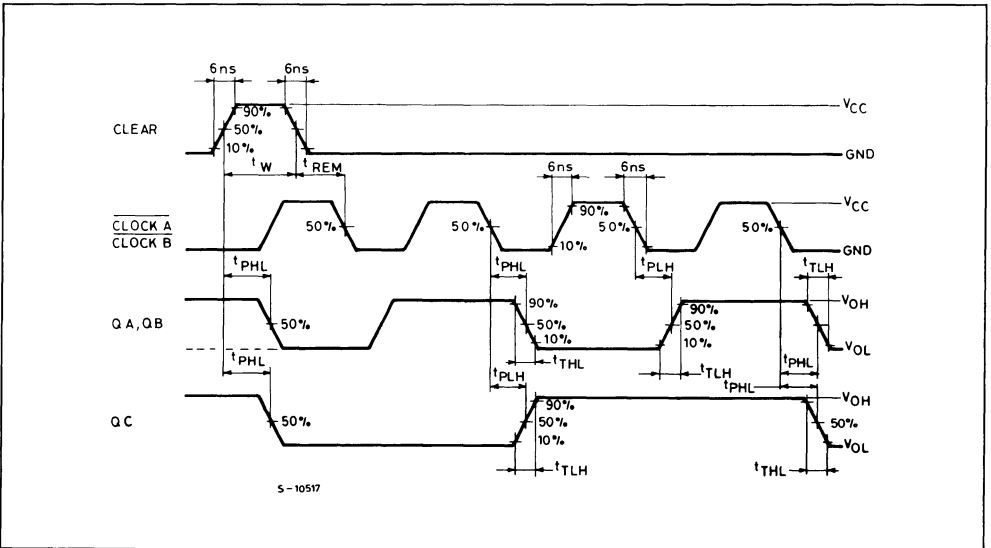 6ns 6ns
90% VCC
CLEAR 50%
10% GND
tW tREM
6ns 6ns
90% VCC
CLOCK A 50% 50% 50% 50%
CLOCK B 10% GND
tPHL tPHL tPLH tTLH
90% 90% VOH
QA,QB 50% 50% 50%
10% 10% VOL
tPHL tTHL tPHL
tPLH tTLH tPHL
90% VOH
QC 50% 50% 50%
10% VOL
tTLH tTHL
S-10517